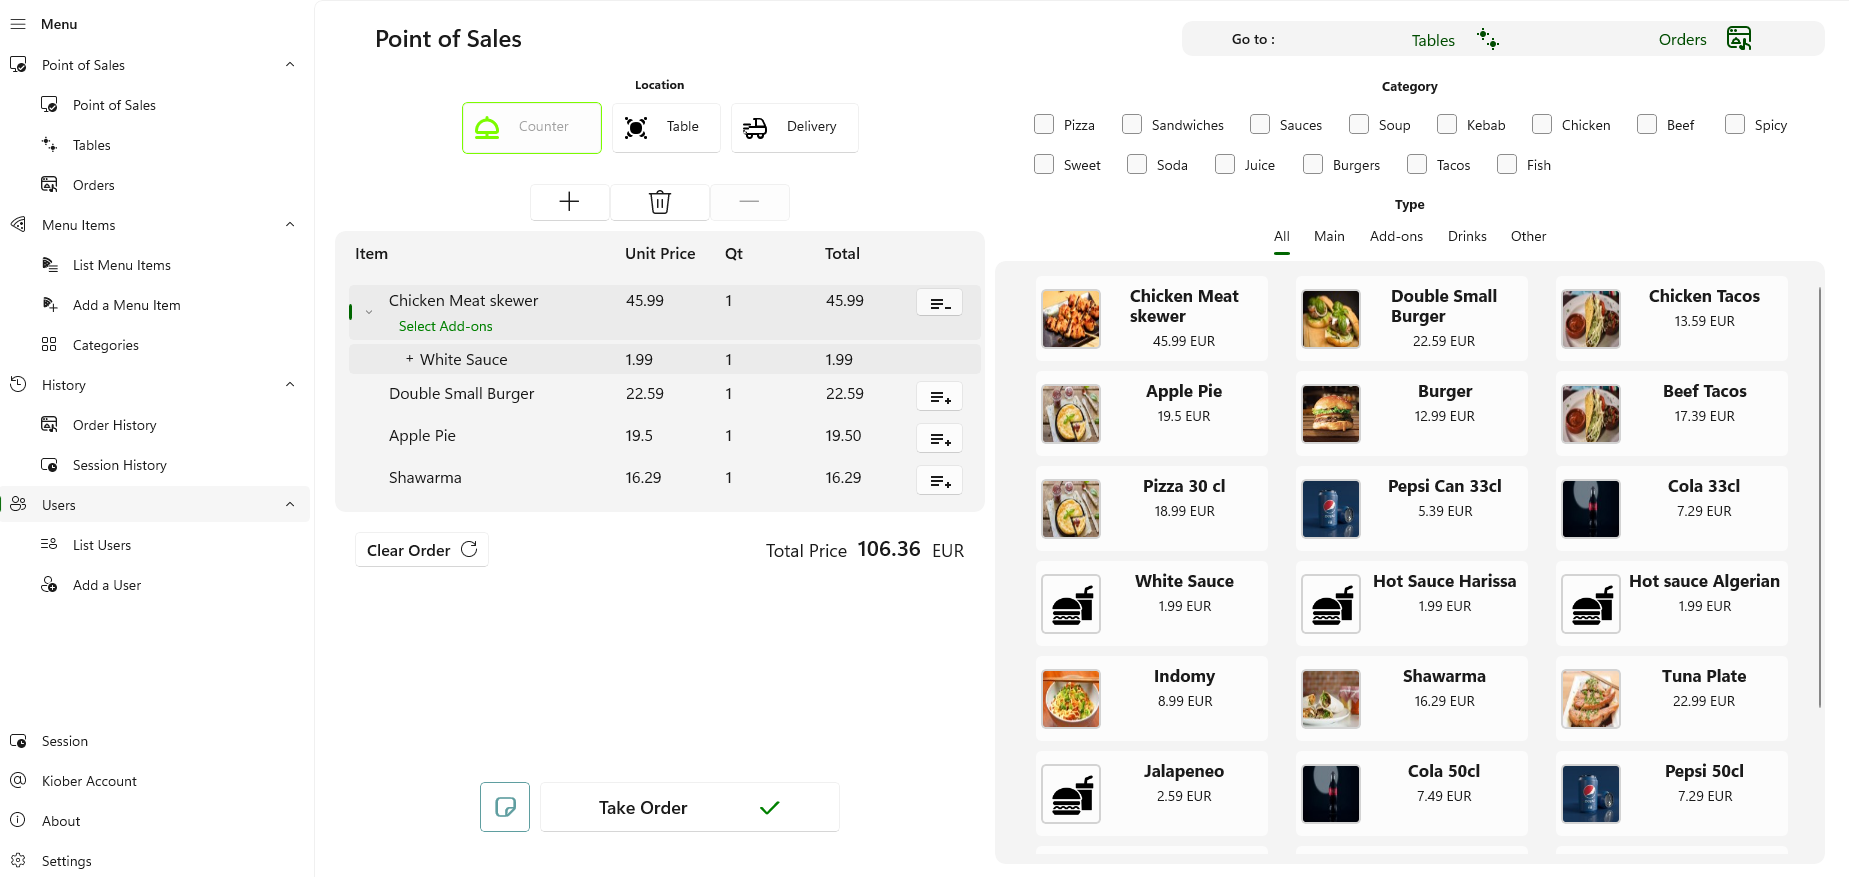 Menu
Point of Sales
Point of Sales
Tables
Orders
Menu Items
List Menu Items
Add a Menu Item
Categories
History
Order History
Session History
Users
List Users
Add a User
Session
Kiober Account
About
Settings
Point of Sales
Go to :
Tables
Orders
Location
Counter
Table
Delivery
Item Unit Price Qt Total
Chicken Meat skewer 45.99 1 45.99
Select Add-ons
+ White Sauce 1.99 1 1.99
Double Small Burger 22.59 1 22.59
Apple Pie 19.5 1 19.50
Shawarma 16.29 1 16.29
Clear Order
Total Price 106.36 EUR
Take Order
Category
Pizza Sandwiches Sauces Soup Kebab Chicken Beef Spicy
Sweet Soda Juice Burgers Tacos Fish
Type
All Main Add-ons Drinks Other
Chicken Meat
skewer
45.99 EUR
Double Small
Burger
22.59 EUR
Chicken Tacos
13.59 EUR
Apple Pie
19.5 EUR
Burger
12.99 EUR
Beef Tacos
17.39 EUR
Pizza 30 cl
18.99 EUR
Pepsi Can 33cl
5.39 EUR
Cola 33cl
7.29 EUR
White Sauce
1.99 EUR
Hot Sauce Harissa
1.99 EUR
Hot sauce Algerian
1.99 EUR
Indomy
8.99 EUR
Shawarma
16.29 EUR
Tuna Plate
22.99 EUR
Jalapeneo
2.59 EUR
Cola 50cl
7.49 EUR
Pepsi 50cl
7.29 EUR